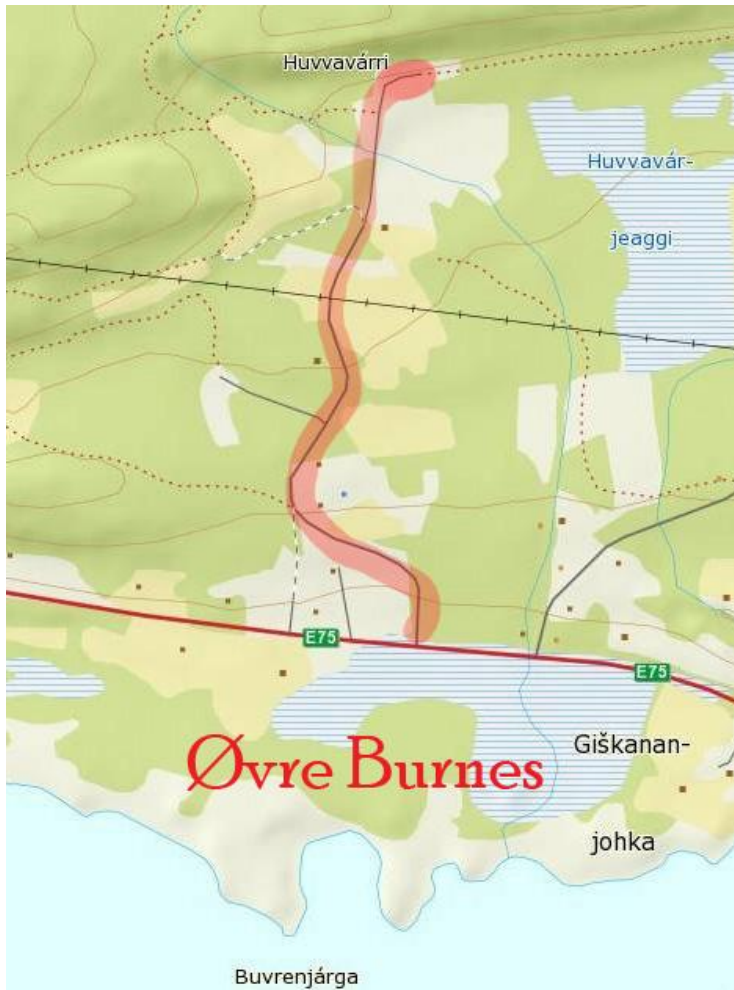 Huvvavárri
Huvvavár-
jeaggi
E75
E75
Øvre Burnes
Giškanan-
johka
Buvrenjárga